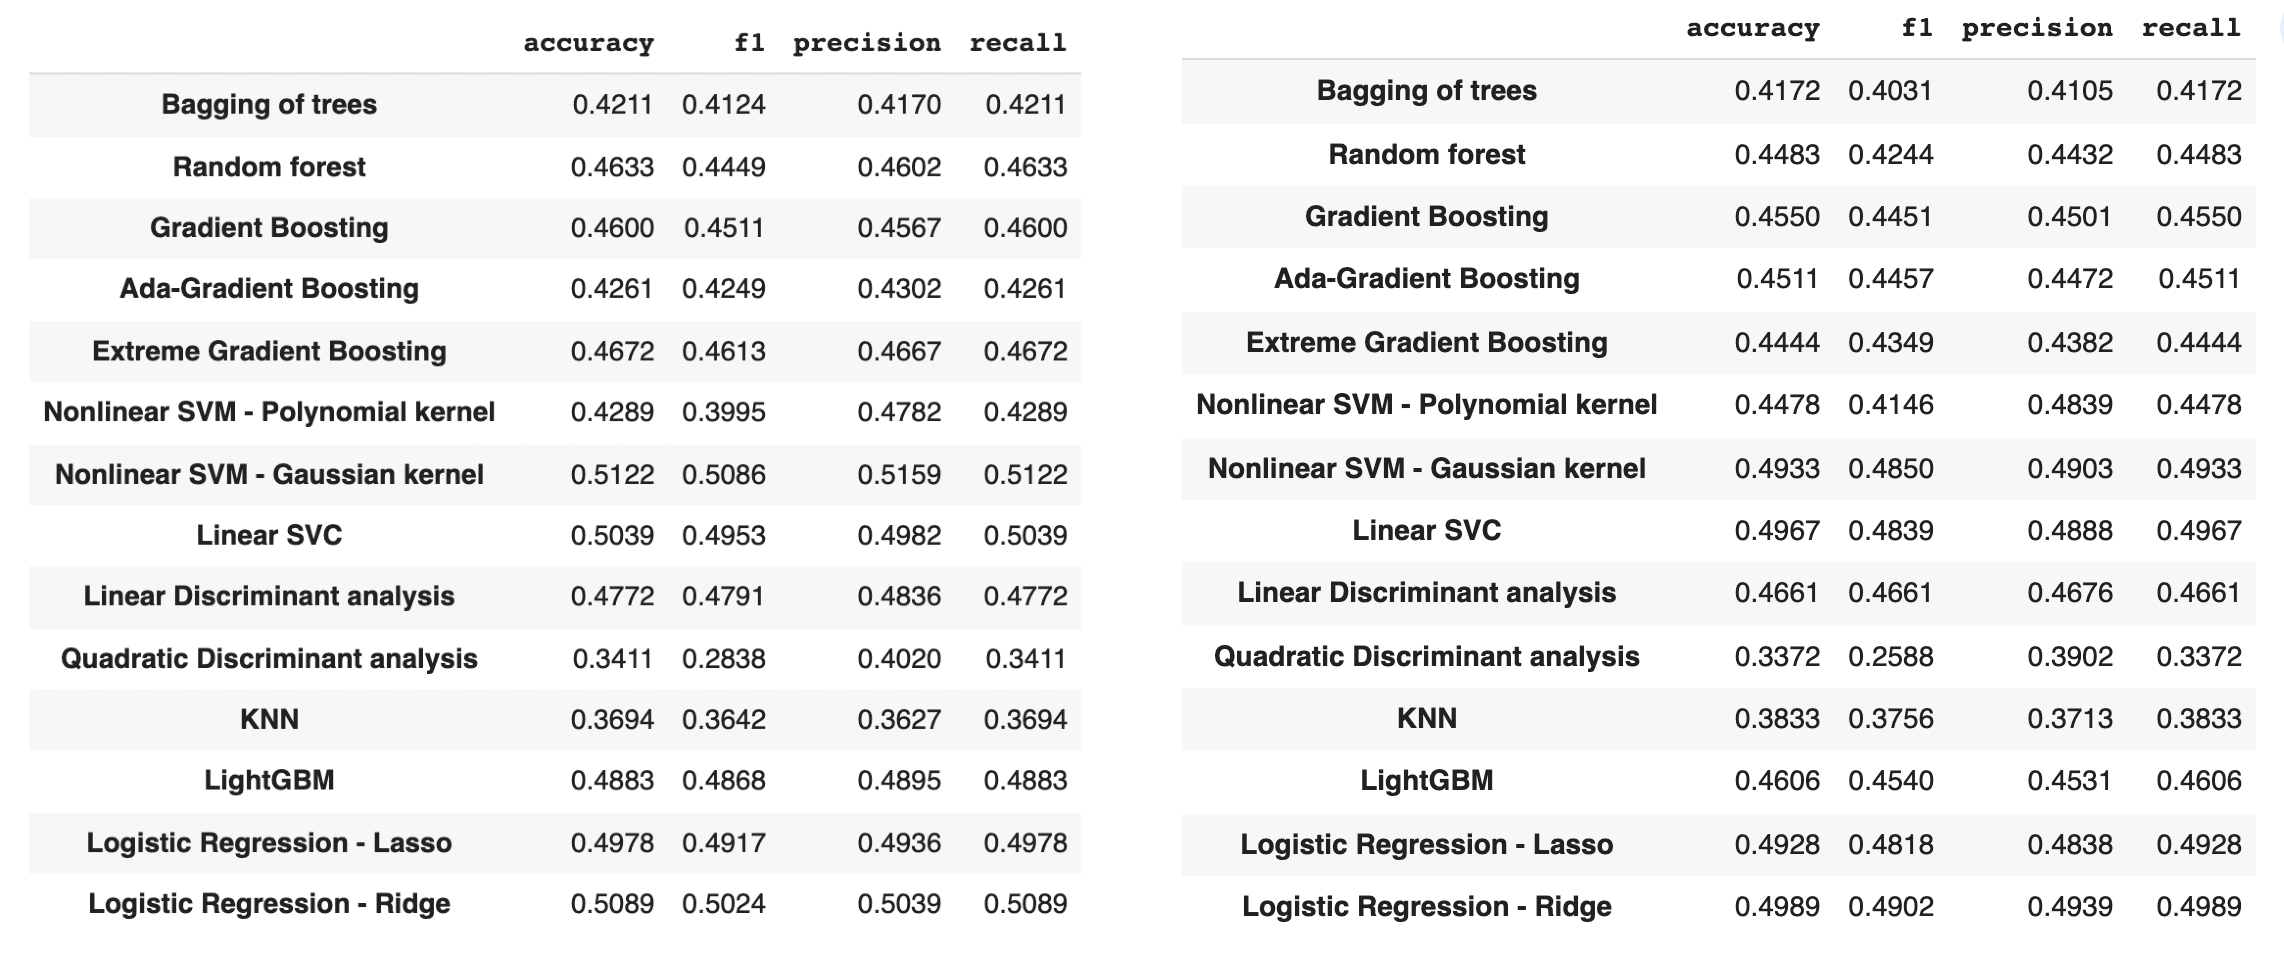 accuracy f1 precision recall
Bagging of trees 0.4211 0.4124 0.4170 0.4211
Random forest 0.4633 0.4449 0.4602 0.4633
Gradient Boosting 0.4600 0.4511 0.4567 0.4600
Ada-Gradient Boosting 0.4261 0.4249 0.4302 0.4261
Extreme Gradient Boosting 0.4672 0.4613 0.4667 0.4672
Nonlinear SVM - Polynomial kernel 0.4289 0.3995 0.4782 0.4289
Nonlinear SVM - Gaussian kernel 0.5122 0.5086 0.5159 0.5122
Linear SVC 0.5039 0.4953 0.4982 0.5039
Linear Discriminant analysis 0.4772 0.4791 0.4836 0.4772
Quadratic Discriminant analysis 0.3411 0.2838 0.4020 0.3411
KNN 0.3694 0.3642 0.3627 0.3694
LightGBM 0.4883 0.4868 0.4895 0.4883
Logistic Regression - Lasso 0.4978 0.4917 0.4936 0.4978
Logistic Regression - Ridge 0.5089 0.5024 0.5039 0.5089
accuracy f1 precision recall
Bagging of trees 0.4172 0.4031 0.4105 0.4172
Random forest 0.4483 0.4244 0.4432 0.4483
Gradient Boosting 0.4550 0.4451 0.4501 0.4550
Ada-Gradient Boosting 0.4511 0.4457 0.4472 0.4511
Extreme Gradient Boosting 0.4444 0.4349 0.4382 0.4444
Nonlinear SVM - Polynomial kernel 0.4478 0.4146 0.4839 0.4478
Nonlinear SVM - Gaussian kernel 0.4933 0.4850 0.4903 0.4933
Linear SVC 0.4967 0.4839 0.4888 0.4967
Linear Discriminant analysis 0.4661 0.4661 0.4676 0.4661
Quadratic Discriminant analysis 0.3372 0.2588 0.3902 0.3372
KNN 0.3833 0.3756 0.3713 0.3833
LightGBM 0.4606 0.4540 0.4531 0.4606
Logistic Regression - Lasso 0.4928 0.4818 0.4838 0.4928
Logistic Regression - Ridge 0.4989 0.4902 0.4939 0.4989